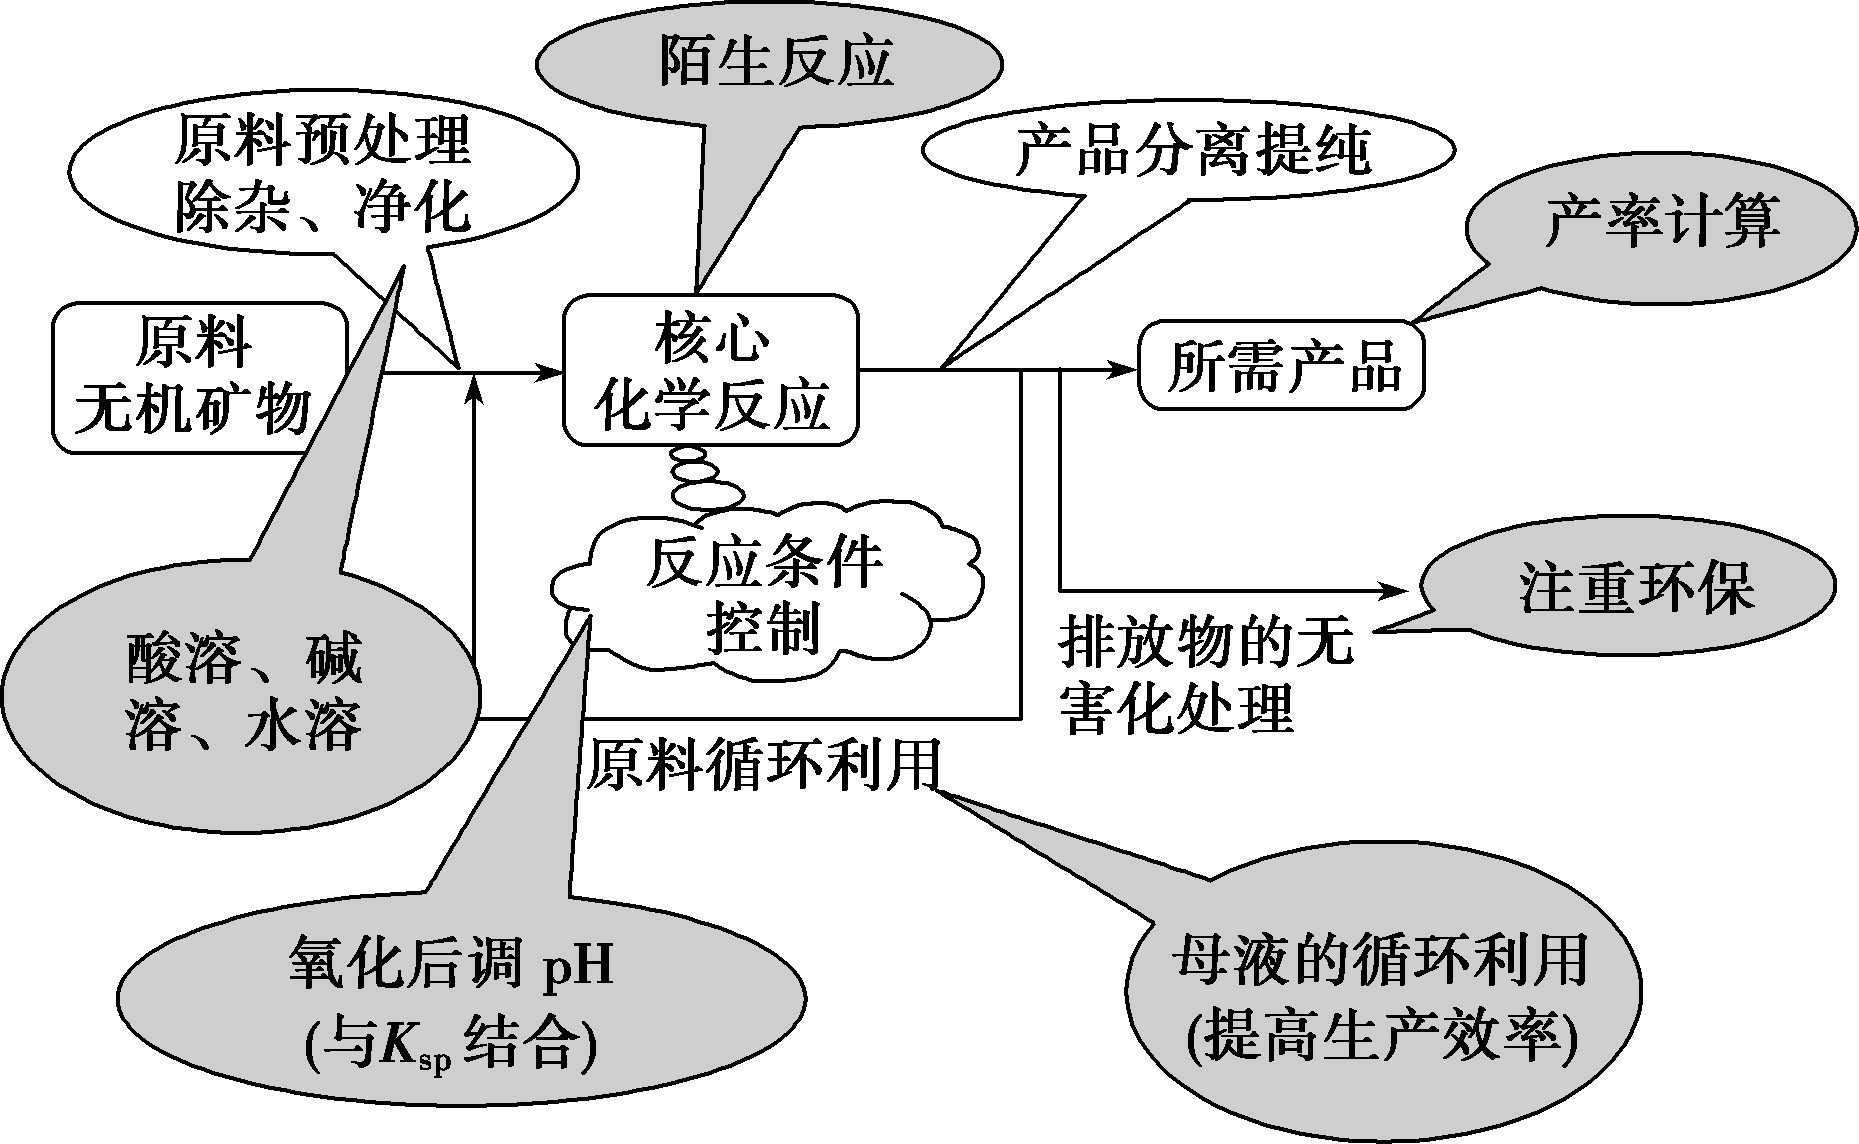 陌生反应
原料预处理
除杂、净化
产品分离提纯
产率计算
原料
无机矿物
核心
化学反应
所需产品
反应条件
控制
注重环保
排放物的无
害化处理
酸溶、碱
溶、水溶
原料循环利用
氧化后调 pH
(与Ksp 结合)
母液的循环利用
(提高生产效率)